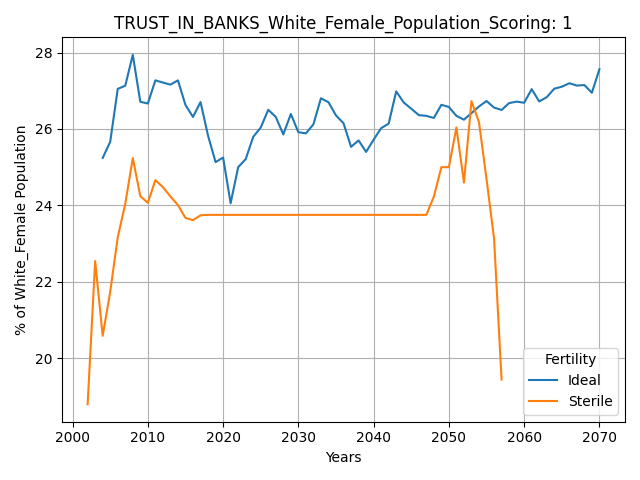 TRUST_IN_BANKS_White_Female_Population_Scoring: 1
% of White_Female Population
28
26
24
22
20
2000 2010 2020 2030 2040 2050 2060 2070
Years
Fertility
Ideal
Sterile